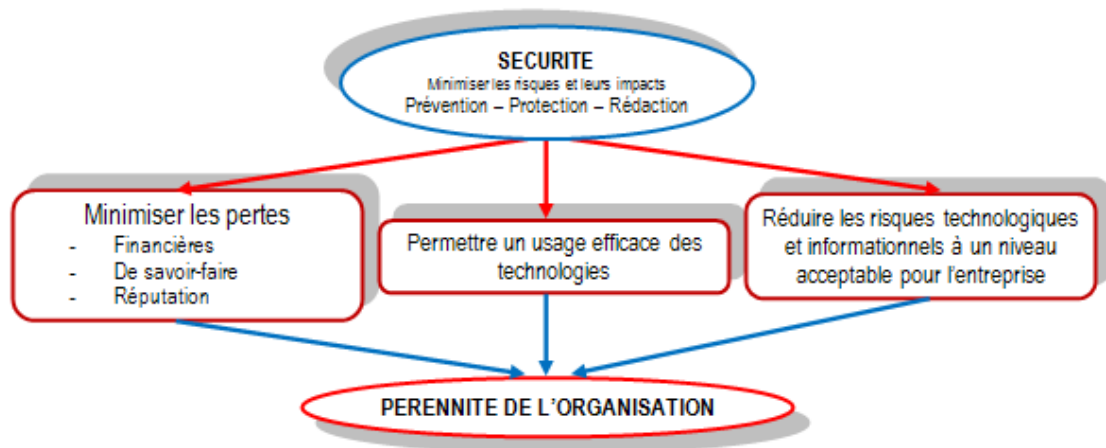 SECURITE
Minimiser les risques et leurs impacts
Prévention – Protection – Rédaction
Minimiser les pertes
- Financières
- De savoir-faire
- Réputation
Permettre un usage efficace des
technologies
Réduire les risques technologiques
et informationnels à un niveau
acceptable pour l'entreprise
PERENNITE DE L'ORGANISATION